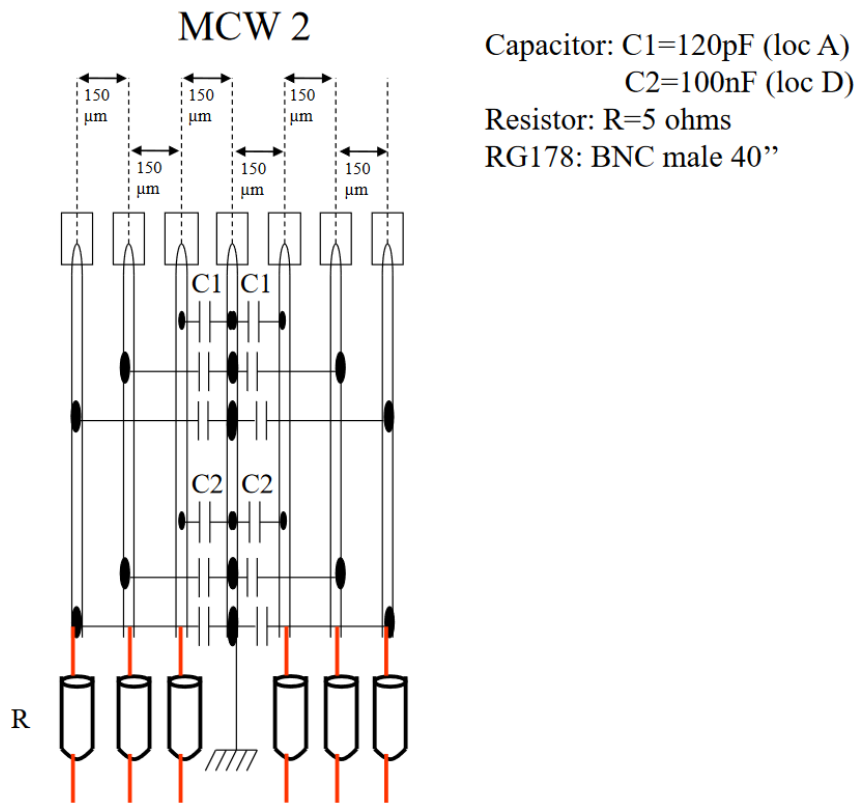 MCW 2
Capacitor: C1=120pF (loc A)
C2=100nF (loc D)
Resistor: R=5 ohms
RG178: BNC male 40’’
150
μm
150
μm
150
μm
150
μm
150
μm
150
μm
C1 C1
C2 C2
R